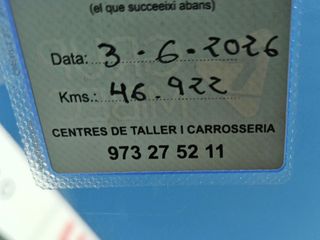 (el que succeeixi abans)
Data: 3-6-2026
Kms.: 46.922
CENTRES DE TALLER I CARROSSERIA
973 27 52 11